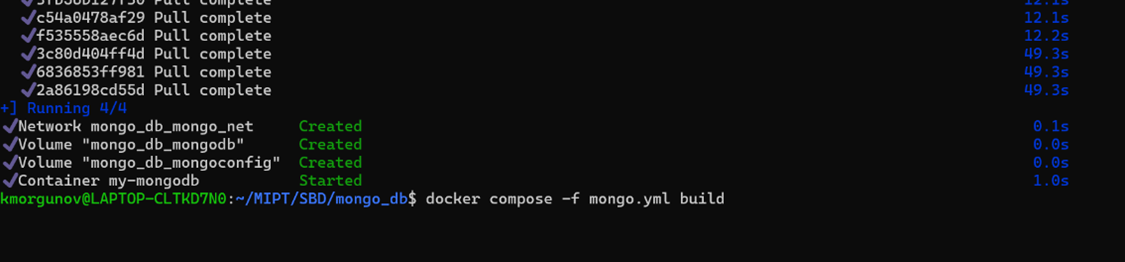 Pull complete 12.1s
✓c54a0478af29 Pull complete 12.1s
✓f535558aec6d Pull complete 12.2s
✓3c80d404ff4d Pull complete 49.3s
✓6836853ff981 Pull complete 49.3s
✓2a86198cd55d Pull complete 49.3s
+] Running 4/4
✓Network mongo_db_mongo_net Created 0.1s
✓Volume "mongo_db_mongodb" Created 0.0s
✓Volume "mongo_db_mongoconfig" Created 0.0s
✓Container my-mongodb Started 1.0s
kmorgunov@LAPTOP-CLTKD7N0:~/MIPT/SBD/mongo_db$ docker compose -f mongo.yml build